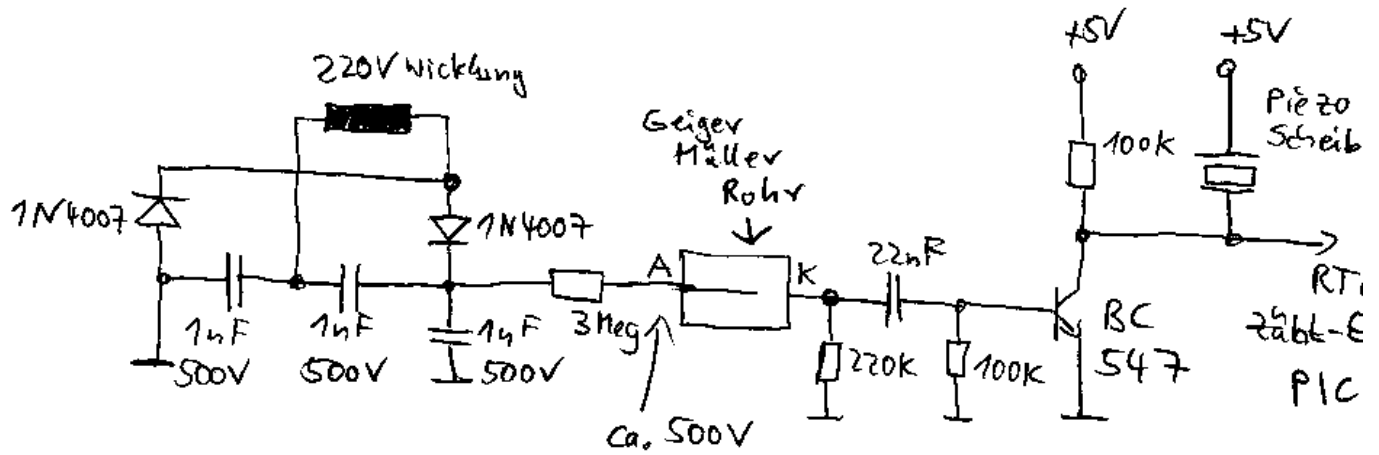 220V Wicklung
1N4007
1nF
500V
1nF
500V
1N4007
1nF
500V
3Meg
Geiger
Müller
Rohr
A
K
Ca. 500V
22nF
220K
100K
+5V
100K
BC
547
+5V
Piezo
Scheib
PIC